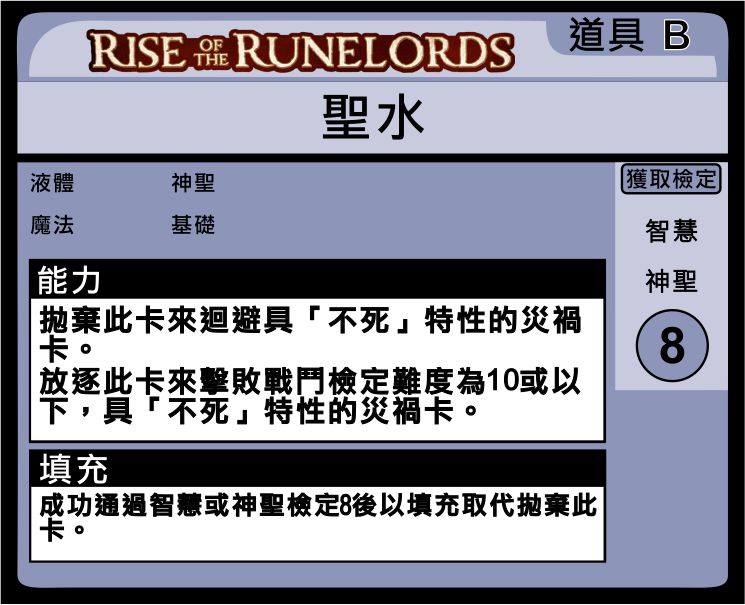 RISE OF THE RUNELORDS
道具 B
聖水
液體 神聖
魔法 基礎
獲取檢定
智慧
神聖
8
能力
拋棄此卡來迴避具「不死」特性的災禍
卡。
放逐此卡來擊敗戰鬥檢定難度為10或以
下，具「不死」特性的災禍卡。
填充
成功通過智慧或神聖檢定8後以填充取代拋棄此
卡。